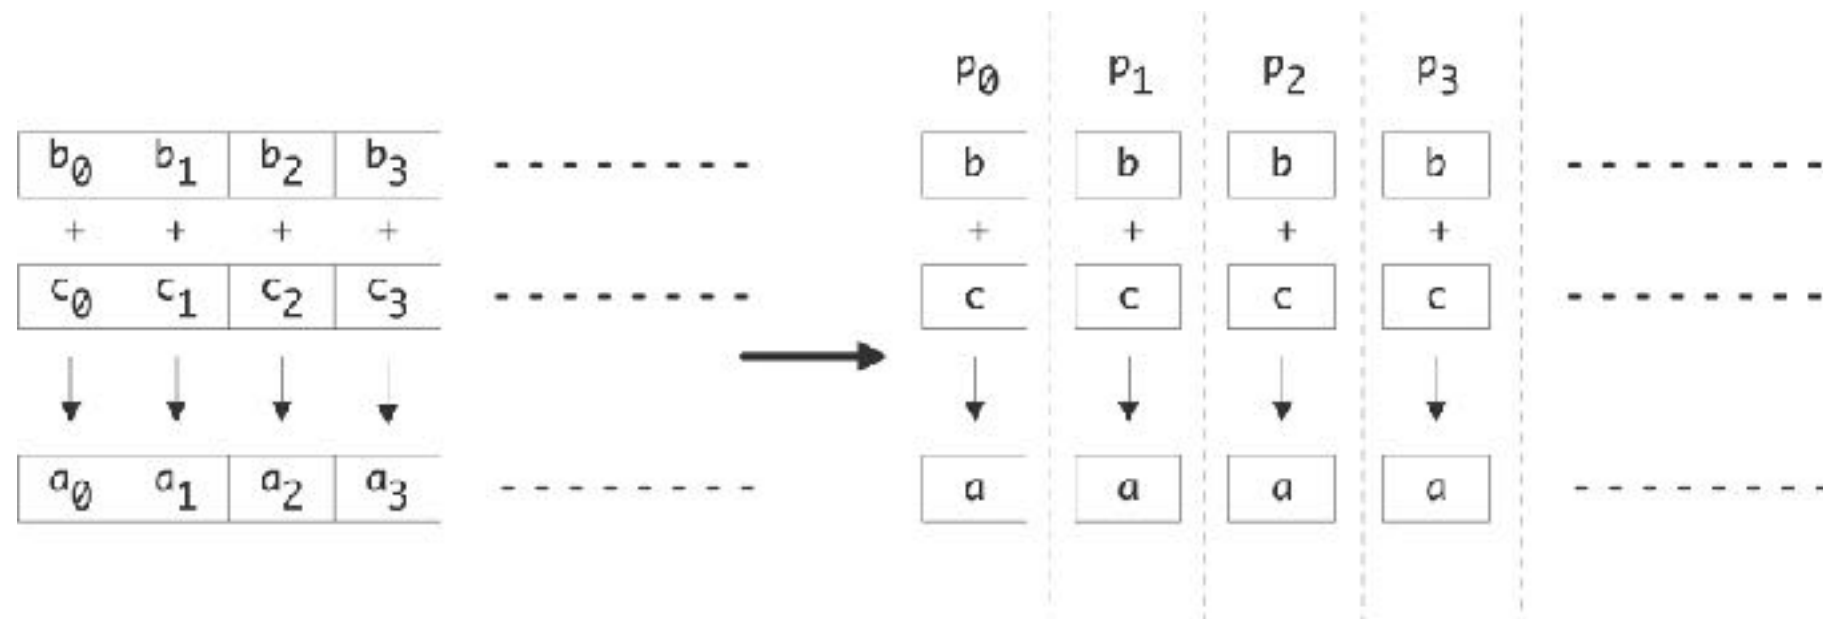 p0 p1 p2 p3
b0 b1 b2 b3 b b b b
+ + + + + + + +
c0 c1 c2 c3 c c c c
a0 a1 a2 a3 a a a a